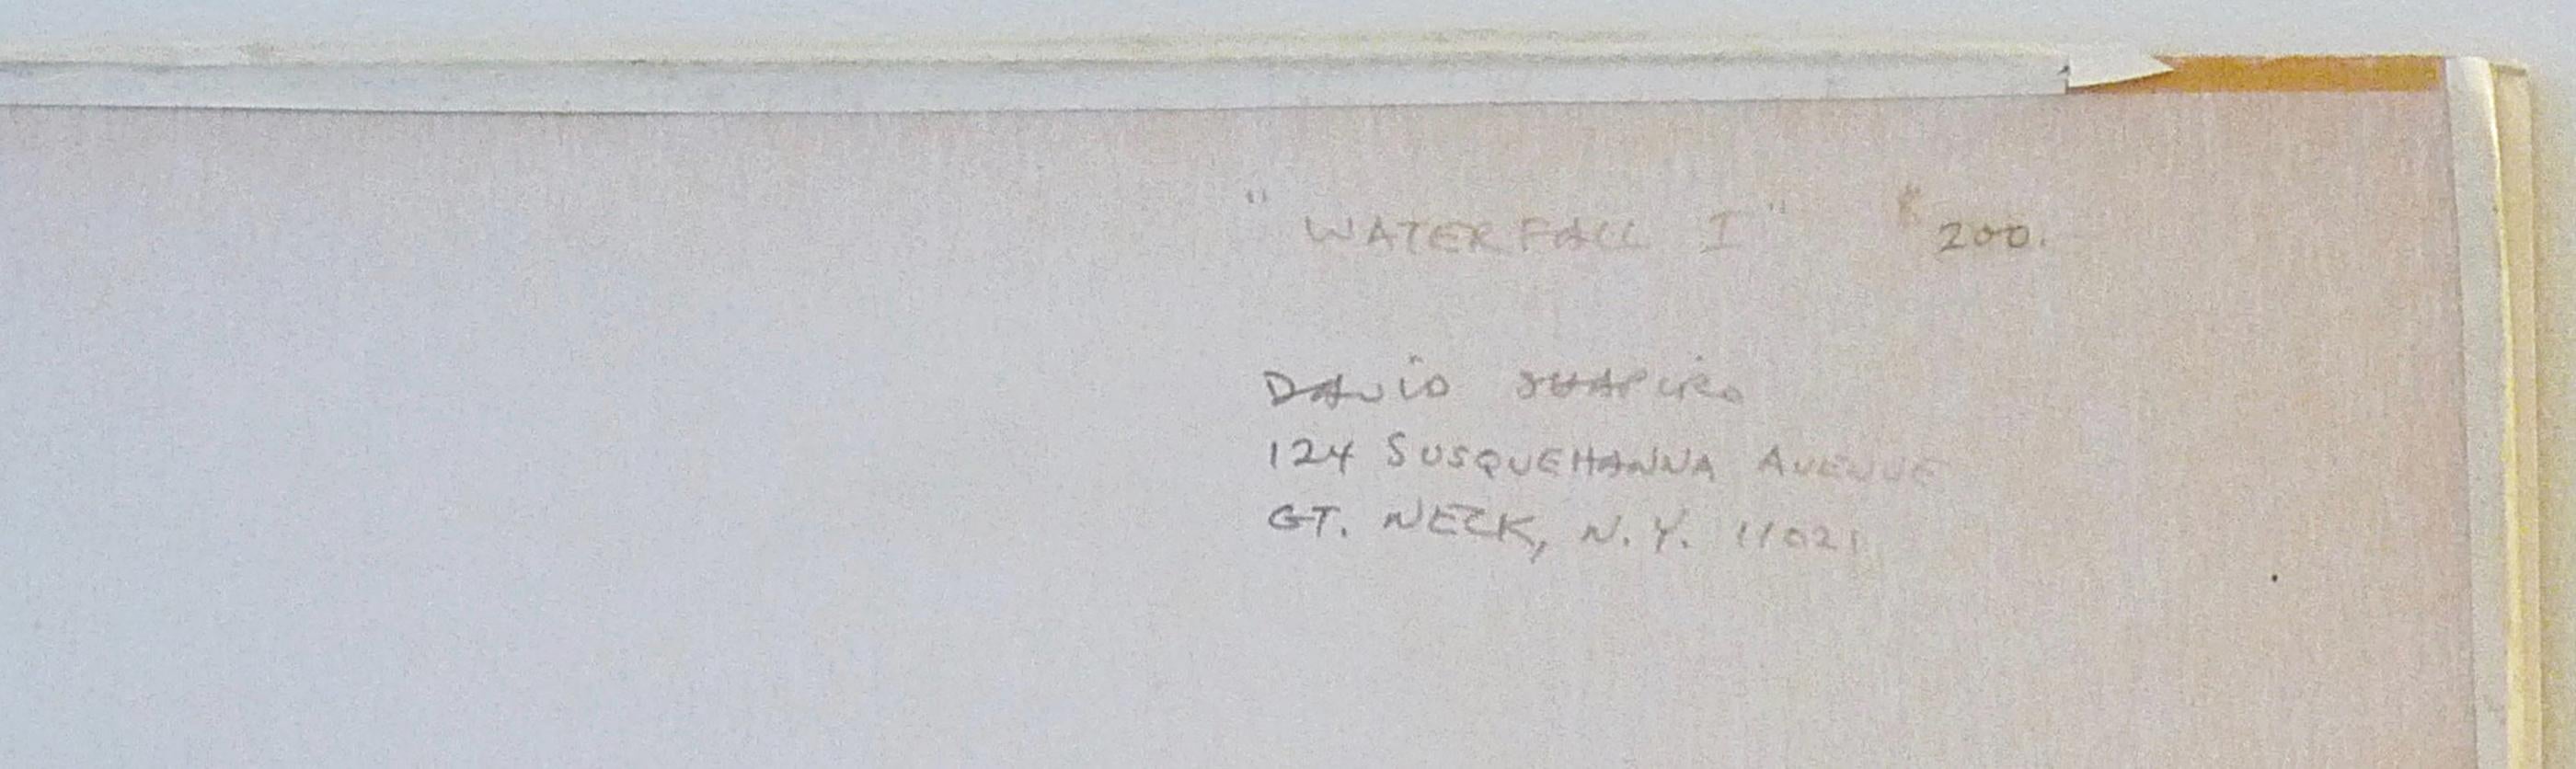 "WATERFALL I" $200.
DAVID SHAPIRO
124 SUSQUEHANNA AVENUE
GT. NECK, N.Y. 11021